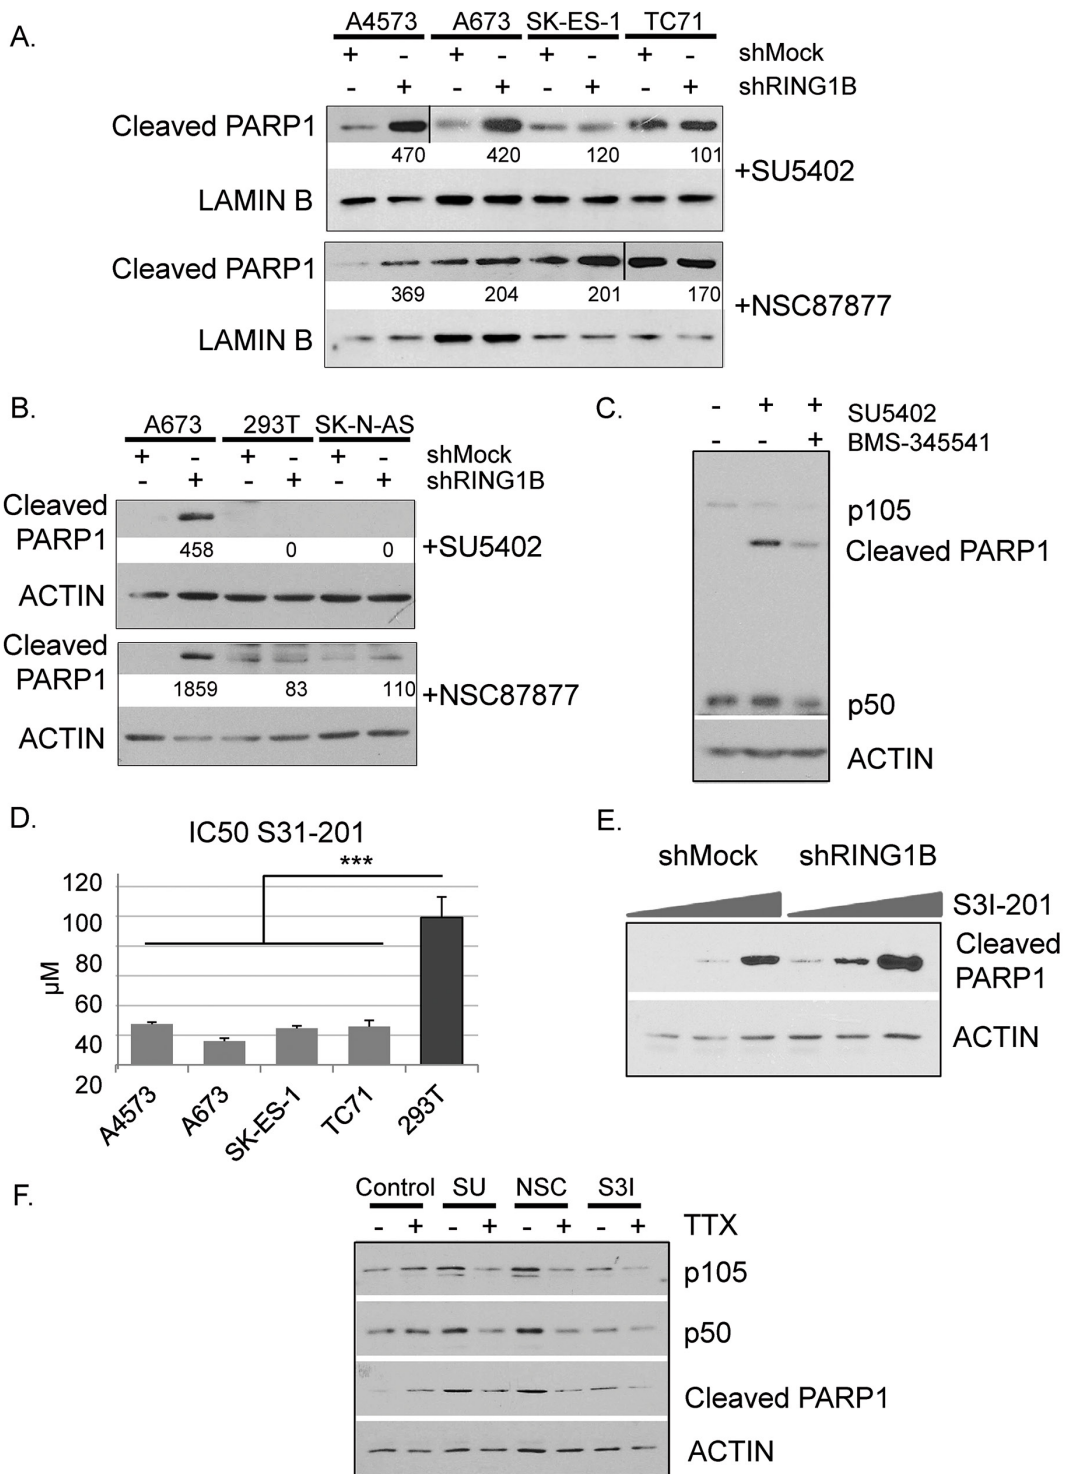 A.
A4573 A673 SK-ES-1 TC71
+ - + - + - + - shMock
- + - + - + - + shRING1B
Cleaved PARP1
470 420 120 101
+SU5402
LAMIN B
Cleaved PARP1
369 204 201 170
+NSC87877
LAMIN B
B.
A673 293T SK-N-AS
+ - + - + - shMock
- + - + - + shRING1B
Cleaved
PARP1
458 0 0
+SU5402
ACTIN
Cleaved
PARP1
1859 83 110
+NSC87877
ACTIN
C.
- + + SU5402
- - + BMS-345541
p105
Cleaved PARP1
p50
ACTIN
D.
IC50 S31-201
***
120
100
80
60
40
20
µM
A4573
A673
SK-ES-1
TC71
293T
E.
shMock shRING1B
S3I-201
Cleaved
PARP1
ACTIN
F.
Control SU NSC S3I
- + - + - + - + TTX
p105
p50
Cleaved PARP1
ACTIN